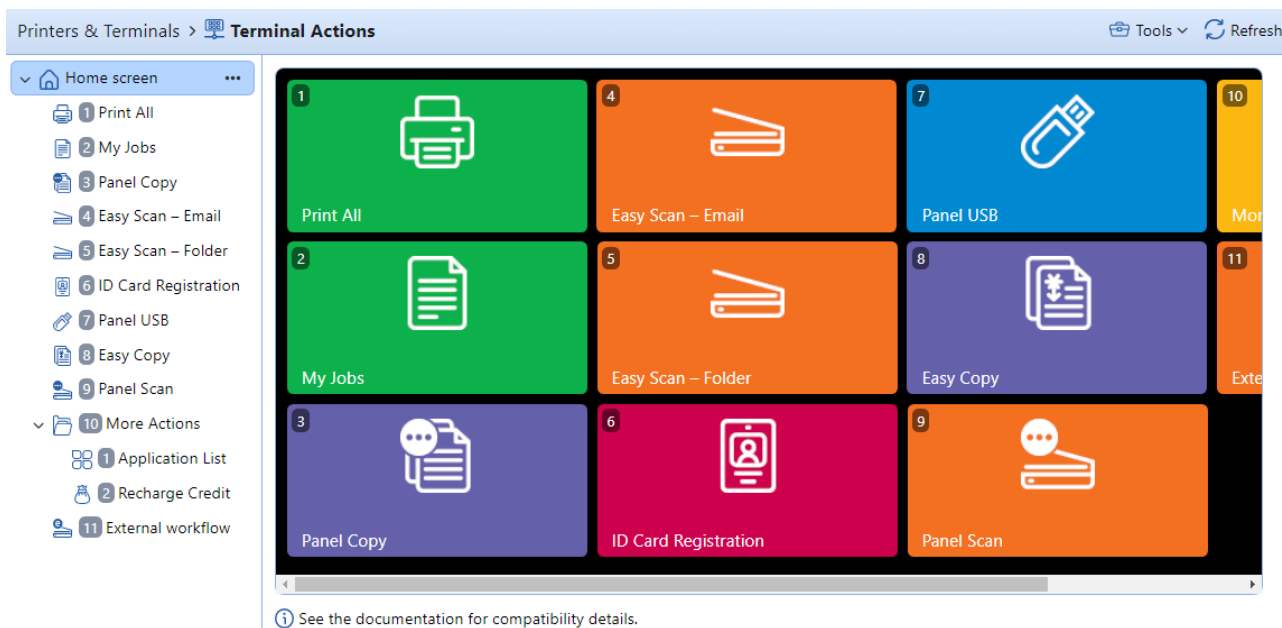 Printers & Terminals > Terminal Actions
Tools
Refresh
Home screen
1 Print All
2 My Jobs
3 Panel Copy
4 Easy Scan – Email
5 Easy Scan – Folder
6 ID Card Registration
7 Panel USB
8 Easy Copy
9 Panel Scan
10 More Actions
1 Application List
2 Recharge Credit
11 External workflow
1
Print All
4
Easy Scan – Email
7
Panel USB
10
Mor
2
My Jobs
5
Easy Scan – Folder
8
Easy Copy
11
Exte
3
Panel Copy
6
ID Card Registration
9
Panel Scan
See the documentation for compatibility details.